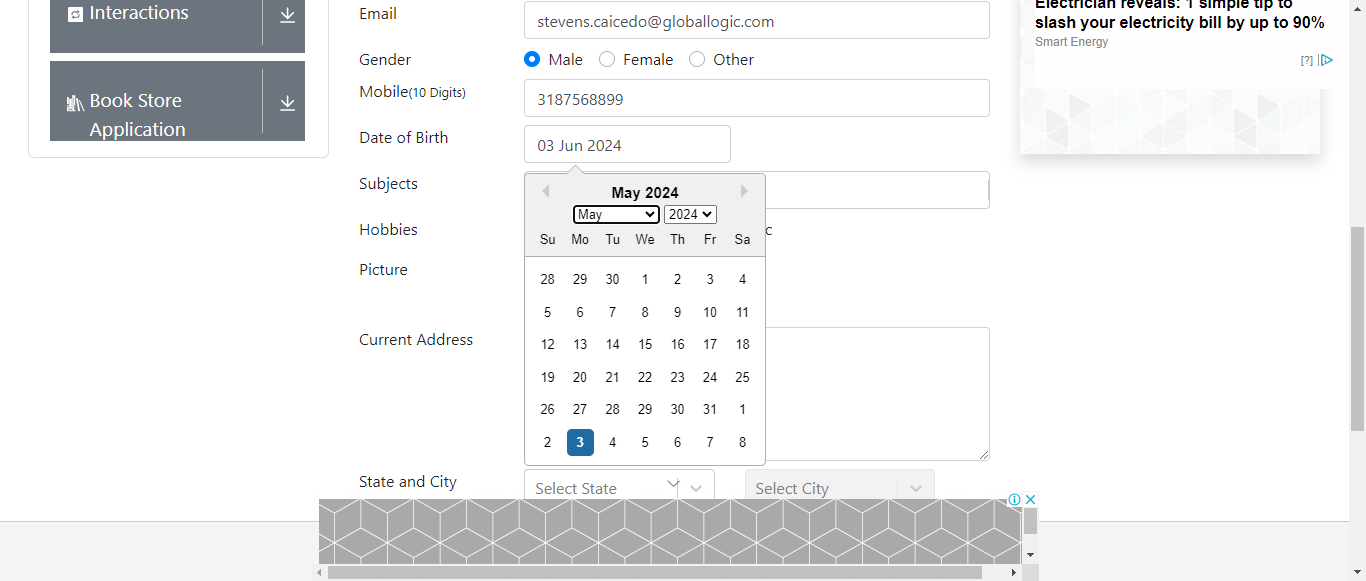 Interactions
Book Store
Application
Email
stevens.caicedo@globallogic.com
Gender
Male Female Other
Mobile(10 Digits)
3187568899
Date of Birth
03 Jun 2024
Subjects
Hobbies
c
Picture
Current Address
State and City
Select State
Select City
May 2024
May 2024
Su Mo Tu We Th Fr Sa
28 29 30 1 2 3 4
5 6 7 8 9 10 11
12 13 14 15 16 17 18
19 20 21 22 23 24 25
26 27 28 29 30 31 1
2 3 4 5 6 7 8
Electrician reveals: 1 simple tip to
slash your electricity bill by up to 90%
Smart Energy
[?]